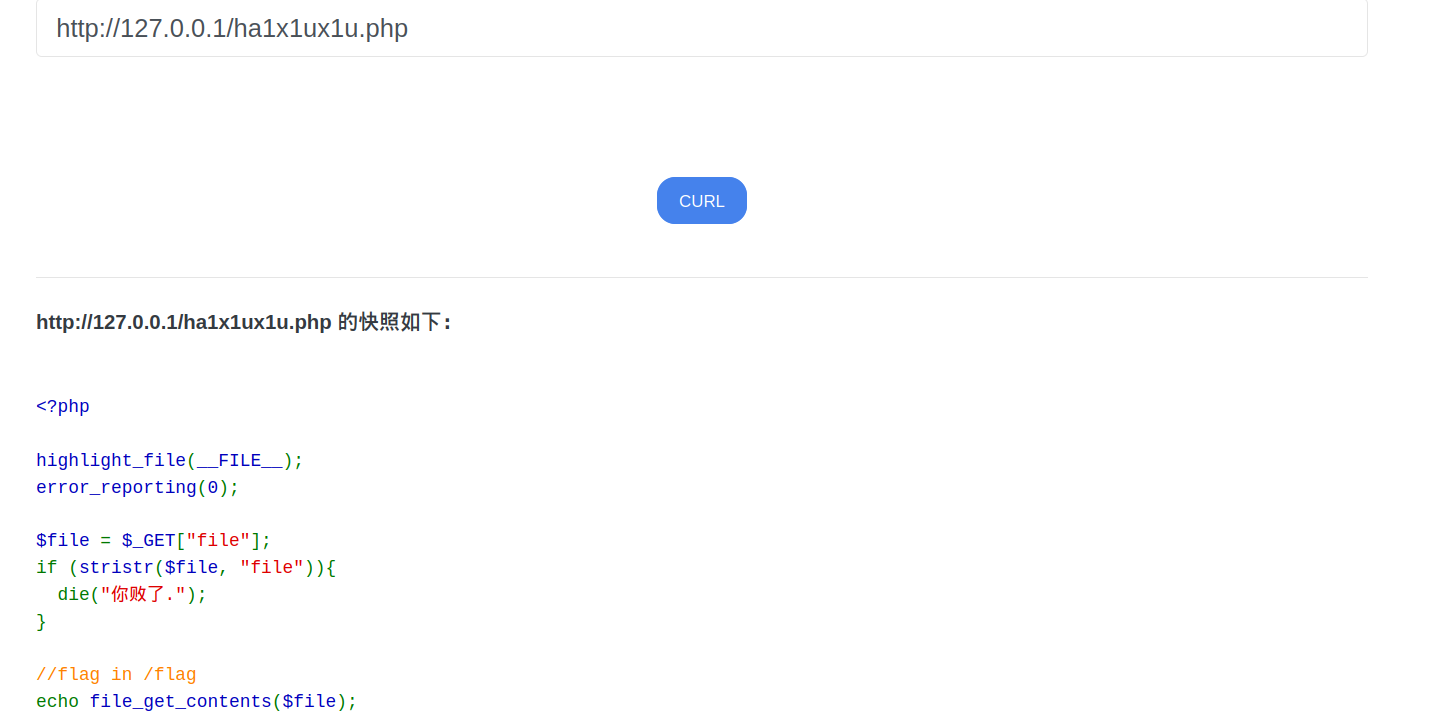 http://127.0.0.1/ha1x1ux1u.php
CURL
http://127.0.0.1/ha1x1ux1u.php 的快照如下：
<?php
highlight_file(__FILE__);
error_reporting(0);
$file = $_GET["file"];
if (stristr($file, "file")){
  die("你败了.");
}
//flag in /flag
echo file_get_contents($file);